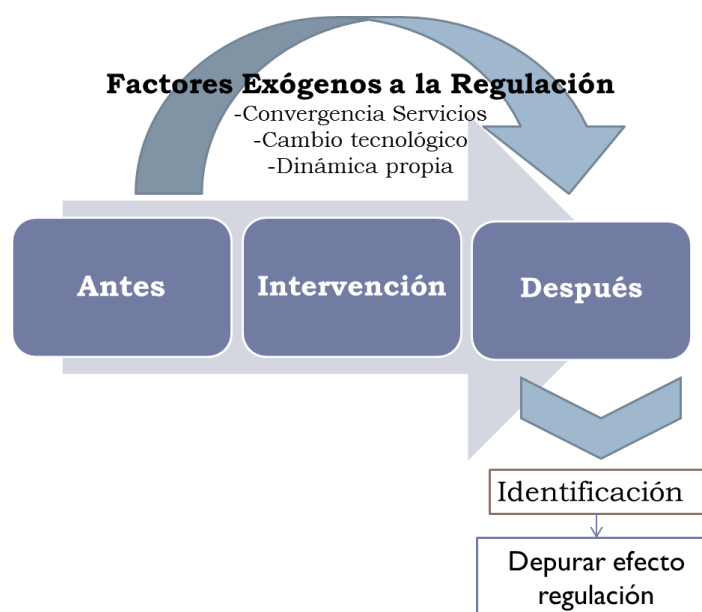 Factores Exógenos a la Regulación
-Convergencia Servicios
-Cambio tecnológico
-Dinámica propia
Antes
Intervención
Después
Identificación
Depurar efecto
regulación